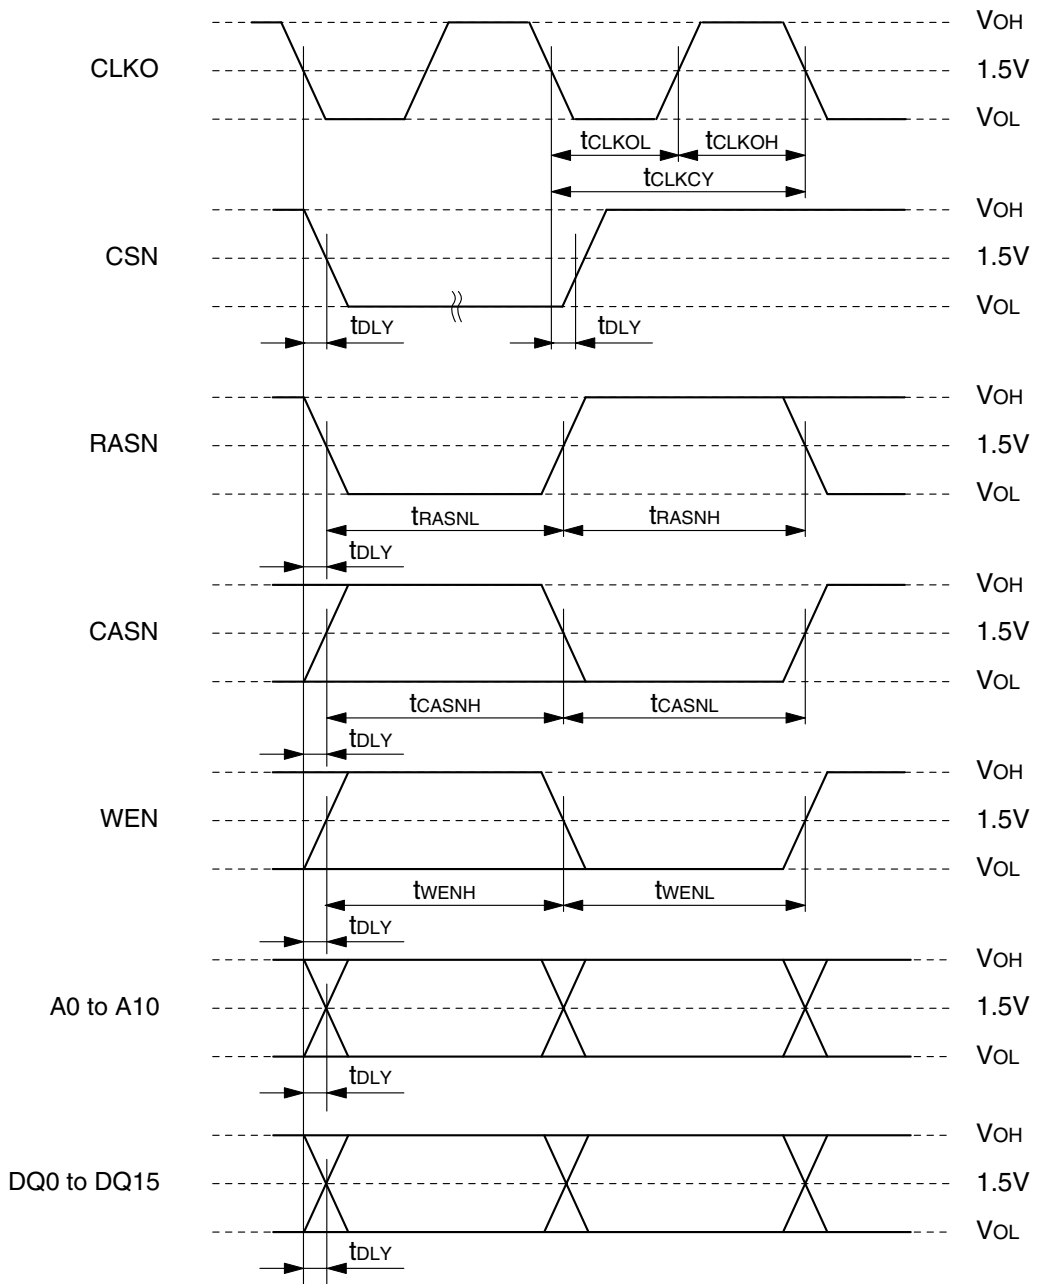 VOH
CLKO
1.5V
VOL
tCLKOL
tCLKOH
tCLKCY
VOH
CSN
1.5V
VOL
tDLY
tDLY
VOH
RASN
1.5V
VOL
tRASNL
tRASNH
tDLY
VOH
CASN
1.5V
VOL
tCASNH
tCASNL
tDLY
VOH
WEN
1.5V
VOL
tWENH
tWENL
tDLY
VOH
A0 to A10
1.5V
VOL
tDLY
VOH
DQ0 to DQ15
1.5V
VOL
tDLY